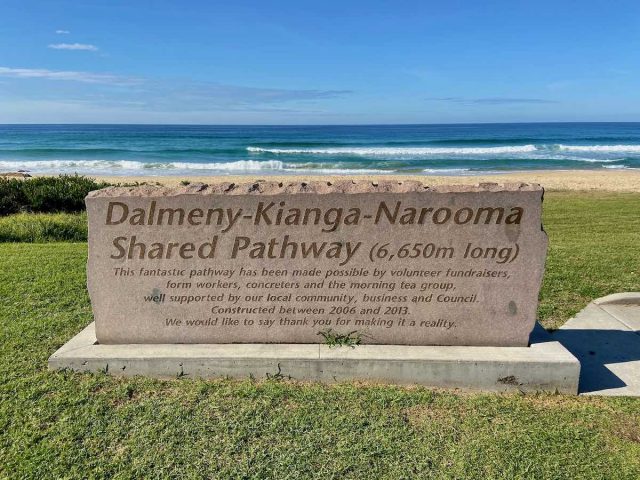 Dalmeny-Kianga-Narooma
Shared Pathway (6,650m long)
This fantastic pathway has been made possible by volunteer fundraisers,
form workers, concreters and the morning tea group,
well supported by our local community, business and Council.
Constructed between 2006 and 2013.
We would like to say thank you for making it a reality.